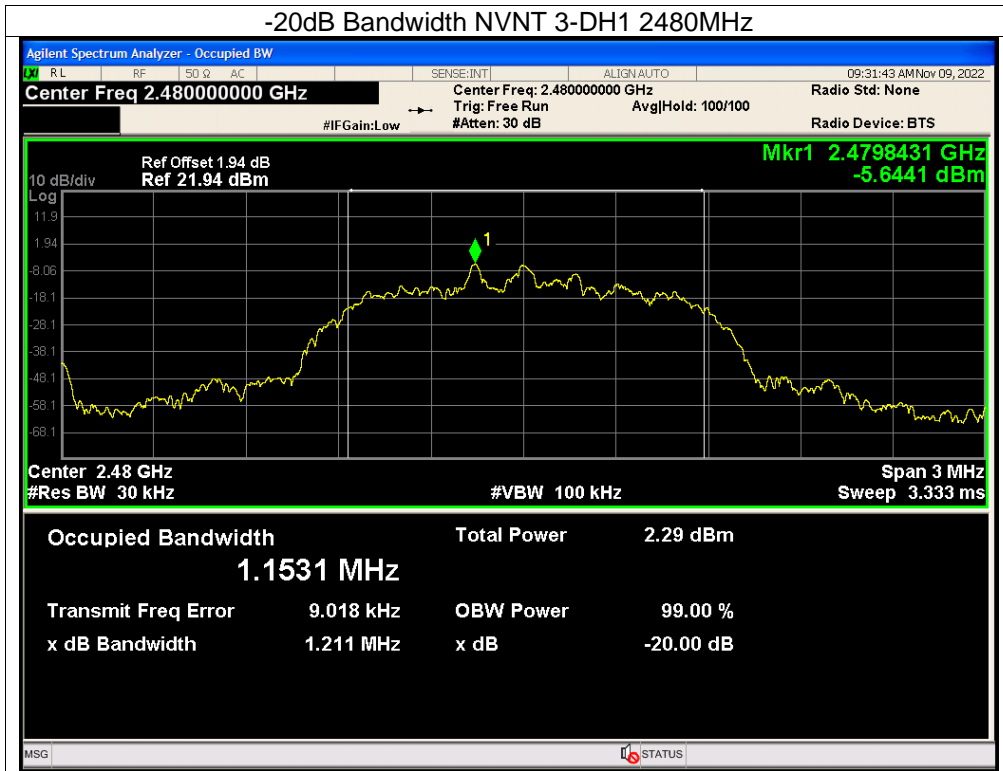 -20dB Bandwidth NVNT 3-DH1 2480MHz
Agilent Spectrum Analyzer - Occupied BW
LXI RL RF 50 Ω AC SENSE:INT ALIGN AUTO 09:31:43 AM Nov 09, 2022
Center Freq 2.480000000 GHz Center Freq: 2.480000000 GHz Radio Std: None
Trig: Free Run Avg|Hold: 100/100
#IFGain:Low #Atten: 30 dB Radio Device: BTS
Mkr1 2.4798431 GHz
Ref Offset 1.94 dB
10 dB/div Ref 21.94 dBm -5.6441 dBm
Log
11.9
1
1.94
-8.06
-18.1
-28.1
-38.1
-48.1
-58.1
-68.1
Center 2.48 GHz Span 3 MHz
#Res BW 30 kHz #VBW 100 kHz Sweep 3.333 ms
Occupied Bandwidth Total Power 2.29 dBm
1.1531 MHz
Transmit Freq Error 9.018 kHz OBW Power 99.00 %
x dB Bandwidth 1.211 MHz x dB -20.00 dB
MSG STATUS